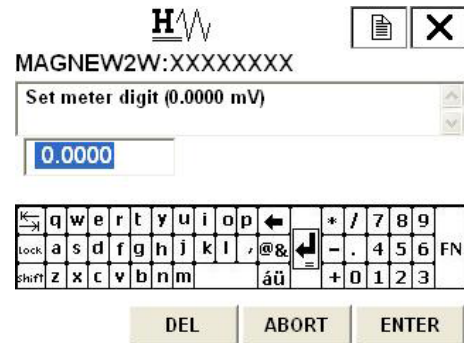 H
MAGNEW2W:XXXXXXXX
Set meter digit (0.0000 mV)
0.0000
q w e r t y u i o p * / 7 8 9
Lock a s d f g h j k l , @& - . 4 5 6 FN
Shift z x c v b n m áü = + 0 1 2 3
DEL ABORT ENTER